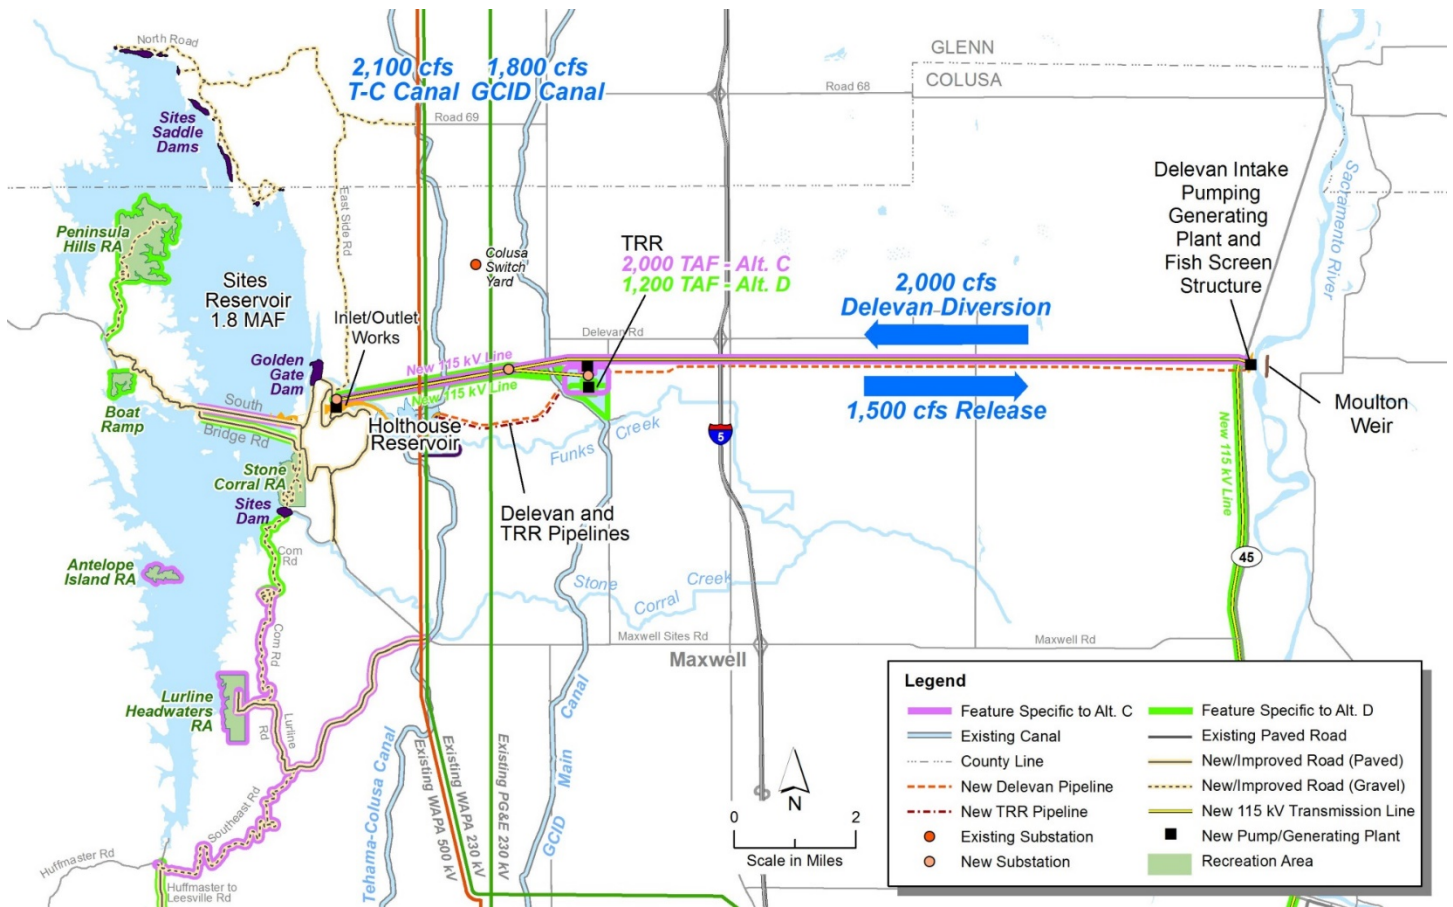 North Road
2,100 cfs
T-C Canal
1,800 cfs
GCID Canal
GLENN
COLUSA
Road 68
Road 69
Sites
Saddle
Dams
East Side Rd
Peninsula
Hills RA
Sites
Reservoir
1.8 MAF
Colusa
Switch
Yard
TRR
2,000 TAF - Alt. C
1,200 TAF - Alt. D
Delevan Intake
Pumping
Generating
Plant and
Fish Screen
Structure
Sacramento River
2,000 cfs
Delevan Diversion
Inlet/Outlet
Works
Delevan Rd
Golden
Gate
Dam
New 115 kV Line
New 115 kV Line
1,500 cfs Release
Moulton
Weir
Boat
Ramp
South
Bridge Rd
Holthouse
Reservoir
Funks Creek
5
New 115 kV Line
Stone
Corral RA
Sites
Dam
Delevan and
TRR Pipelines
Com
Rd
Antelope
Island RA
Stone
Corral
Creek
45
Com Rd
Maxwell Sites Rd
Maxwell Rd
Maxwell
Lurline
Headwaters
RA
Lurline
Rd
Southeast Rd
Huffmaster Rd
Huffmaster to
Leesville Rd
Tehama-Colusa Canal
Existing WAPA 500 kV
Existing WAPA 230 kV
Existing PG&E 230 kV
GCID Main Canal
N
0 2
Scale in Miles
Legend
Feature Specific to Alt. C
Feature Specific to Alt. D
Existing Canal
Existing Paved Road
County Line
New/Improved Road (Paved)
New Delevan Pipeline
New/Improved Road (Gravel)
New TRR Pipeline
New 115 kV Transmission Line
Existing Substation
New Pump/Generating Plant
New Substation
Recreation Area